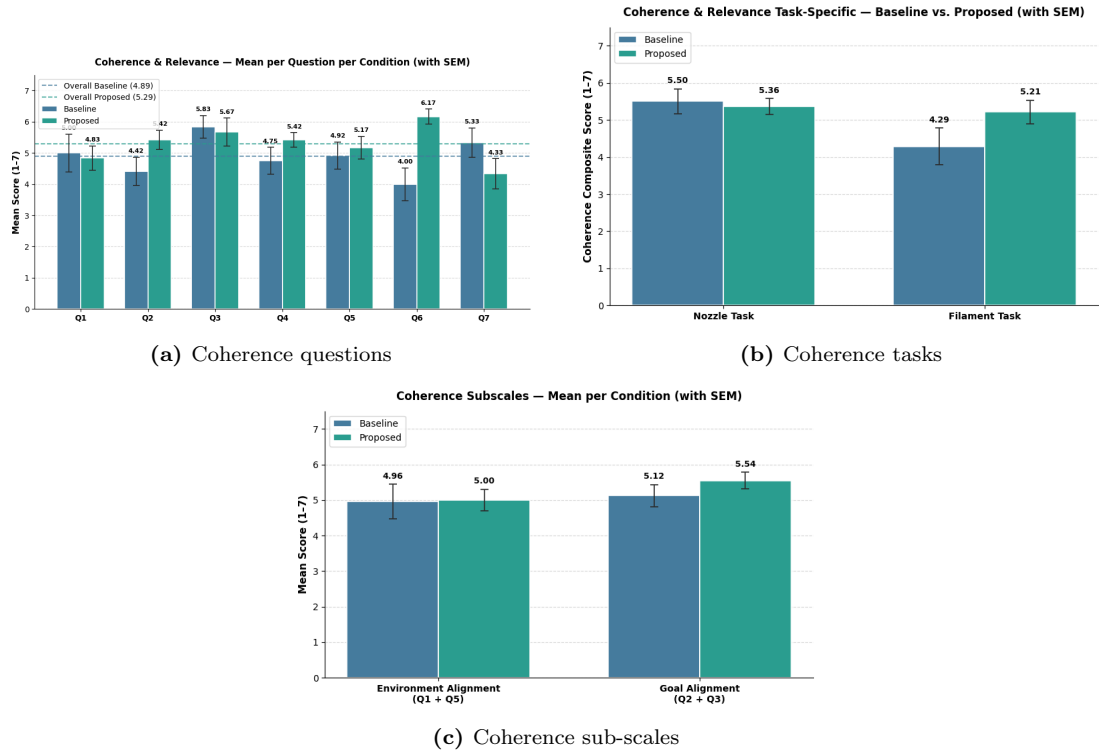 Coherence & Relevance — Mean per Question per Condition (with SEM)
Overall Baseline (4.89)
Overall Proposed (5.29)
Baseline
Proposed
Mean Score (1–7)
7
6
5
4
3
2
1
0
5.00
4.83
4.42
5.42
5.83
5.67
4.75
5.42
4.92
5.17
4.00
6.17
5.33
4.33
Q1 Q2 Q3 Q4 Q5 Q6 Q7
(a) Coherence questions
Coherence & Relevance Task-Specific — Baseline vs. Proposed (with SEM)
Baseline
Proposed
Coherence Composite Score (1–7)
7
6
5
4
3
2
1
0
5.50
5.36
4.29
5.21
Nozzle Task Filament Task
(b) Coherence tasks
Coherence Subscales — Mean per Condition (with SEM)
Baseline
Proposed
Mean Score (1–7)
7
6
5
4
3
2
1
0
4.96
5.00
5.12
5.54
Environment Alignment
(Q1 + Q5)
Goal Alignment
(Q2 + Q3)
(c) Coherence sub-scales